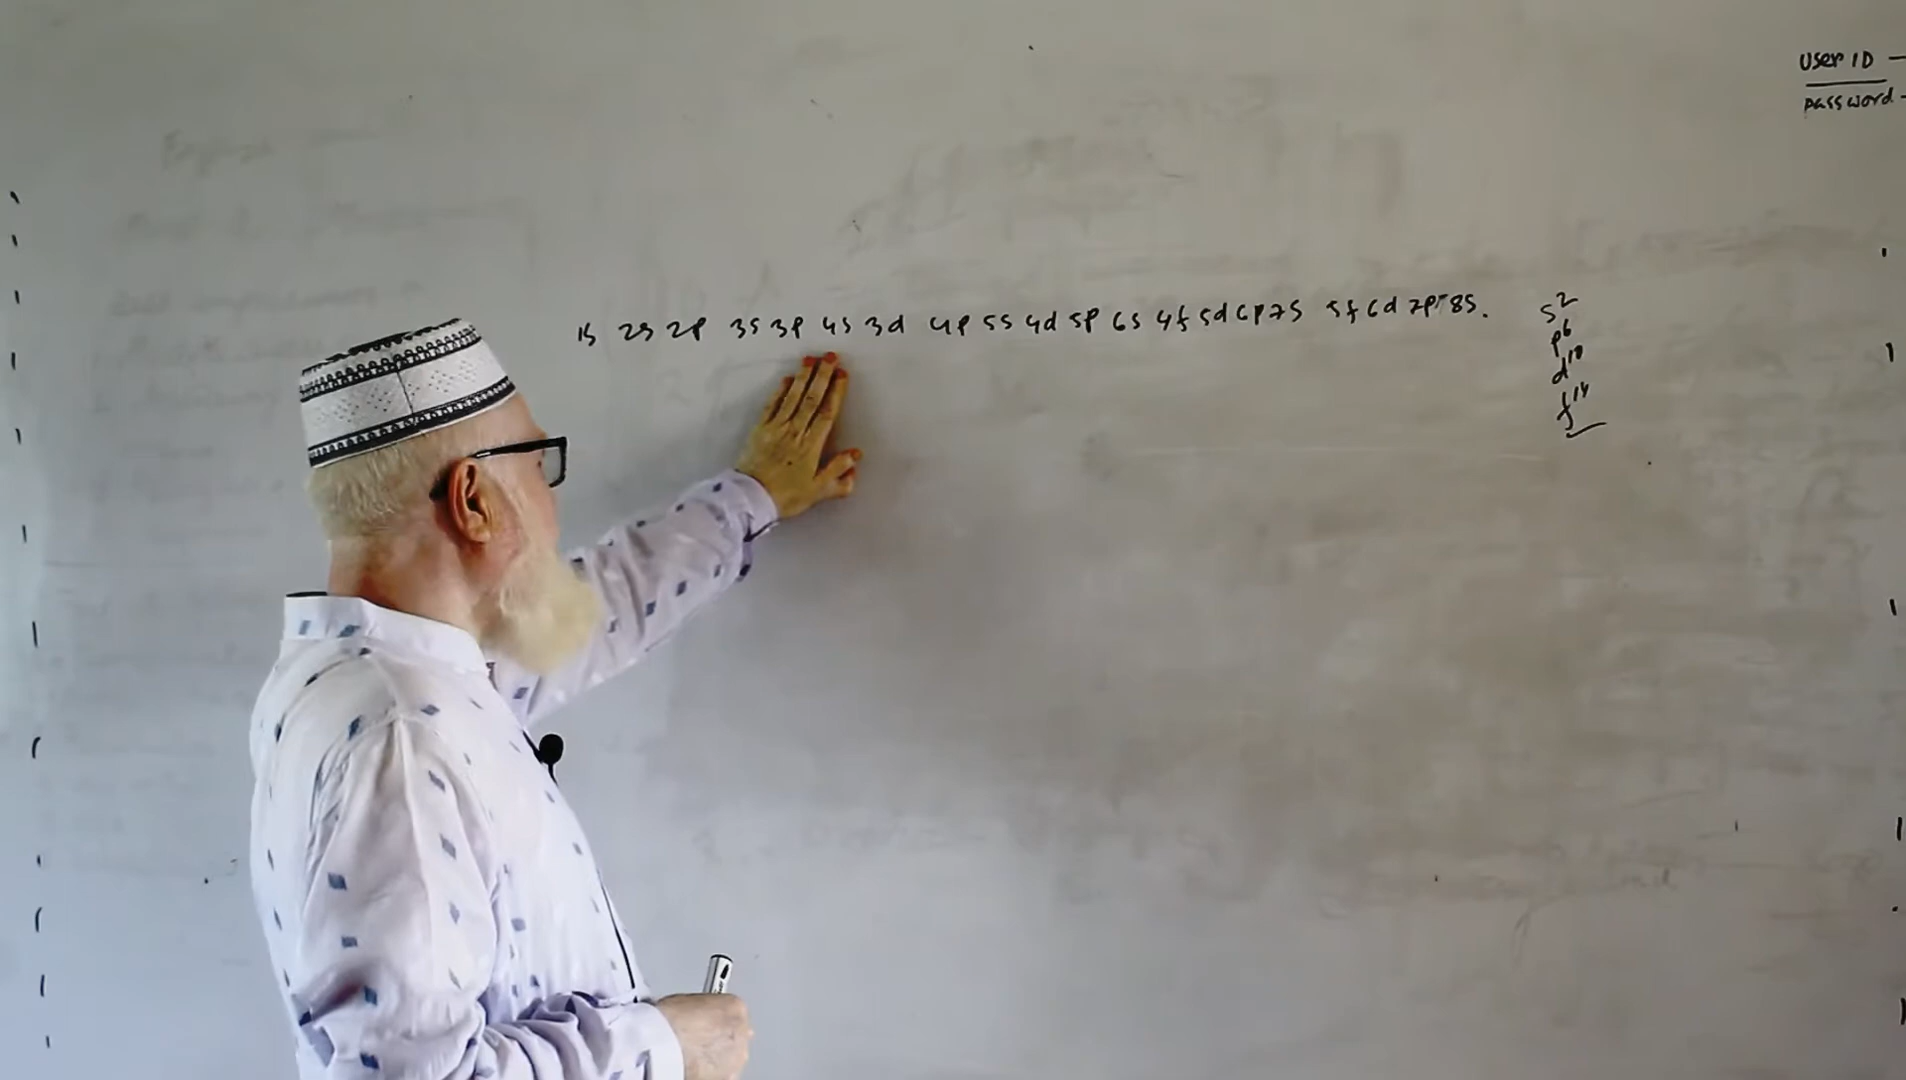 user ID —
password -
1s 2s 2p 3s 3p 4s 3d 4p 5s 4d 5p 6s 4f 5d 6p 7s 5f 6d 7p 8s.
s²
p⁶
d¹⁰
f¹⁴